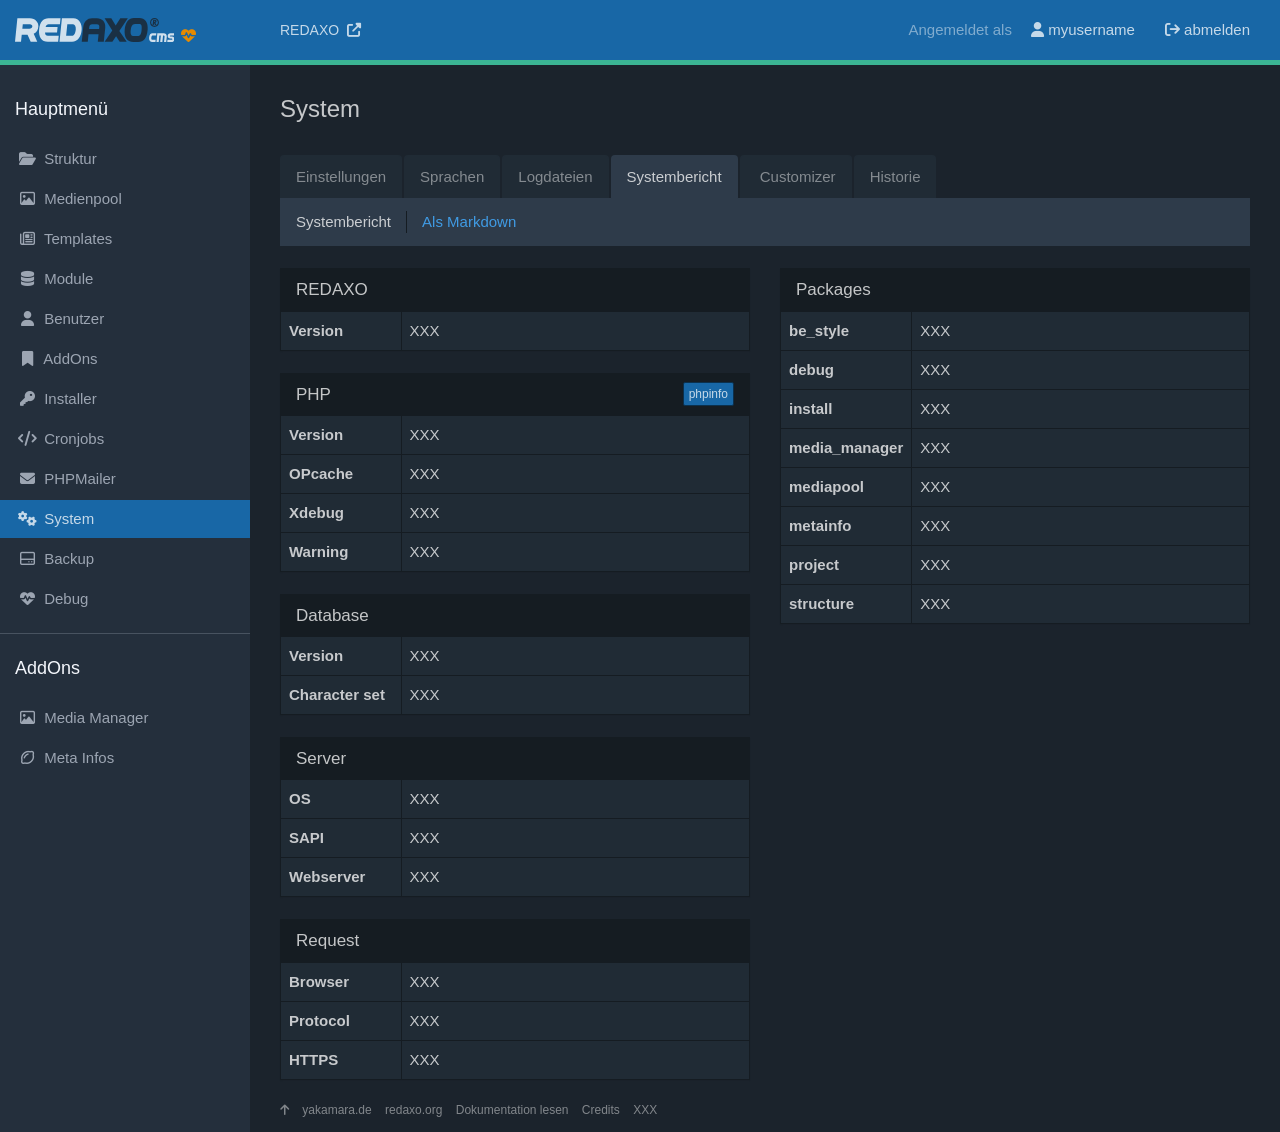 REDAXO® cms
REDAXO
Angemeldet als myusername abmelden
Hauptmenü
Struktur
Medienpool
Templates
Module
Benutzer
AddOns
Installer
Cronjobs
PHPMailer
System
Backup
Debug
AddOns
Media Manager
Meta Infos
System
Einstellungen Sprachen Logdateien Systembericht Customizer Historie
Systembericht Als Markdown
REDAXO
Version XXX
PHP phpinfo
Version XXX
OPcache XXX
Xdebug XXX
Warning XXX
Database
Version XXX
Character set XXX
Server
OS XXX
SAPI XXX
Webserver XXX
Request
Browser XXX
Protocol XXX
HTTPS XXX
Packages
be_style XXX
debug XXX
install XXX
media_manager XXX
mediapool XXX
metainfo XXX
project XXX
structure XXX
yakamara.de redaxo.org Dokumentation lesen Credits XXX